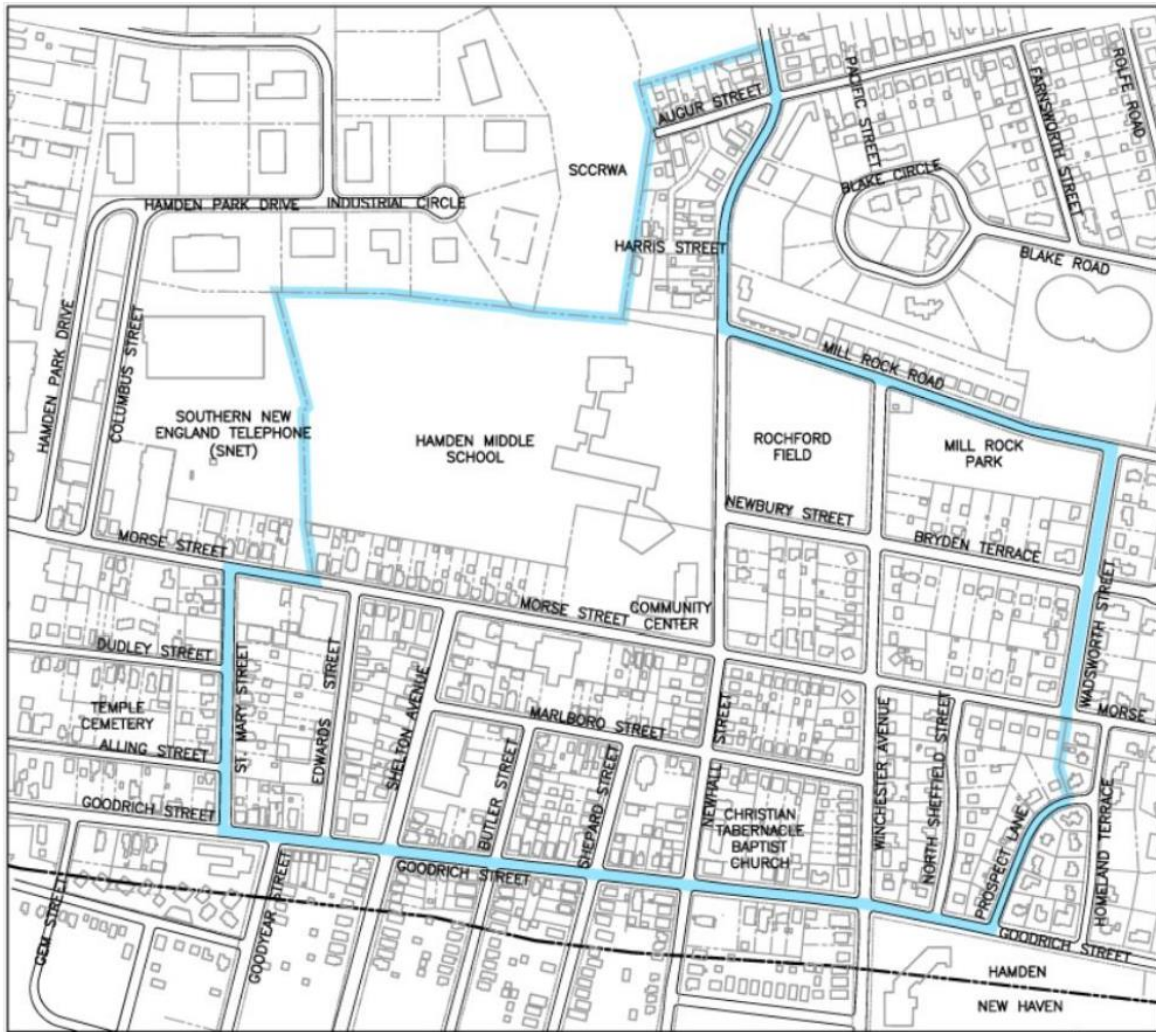 PACIFIC STREET
FARNSWORTH STREET
ROLFE ROAD
AUGUR STREET
SCCRWA
BLAKE CIRCLE
HAMDEN PARK DRIVE
INDUSTRIAL CIRCLE
HARRIS STREET
BLAKE ROAD
HAMDEN PARK DRIVE
COLUMBUS STREET
MILL ROCK ROAD
SOUTHERN NEW
ENGLAND TELEPHONE
(SNET)
HAMDEN MIDDLE
SCHOOL
ROCHFORD
FIELD
MILL ROCK
PARK
NEWBURY STREET
BRYDEN TERRACE
MORSE STREET
MORSE STREET
COMMUNITY
CENTER
WADSWORTH STREET
DUDLEY STREET
ST. MARY STREET
EDWARDS STREET
SHELTON AVENUE
TEMPLE
CEMETERY
MARLBORO STREET
MORSE
ALLING STREET
NEWHALL STREET
WINCHESTER AVENUE
NORTH SHEFFIELD STREET
GOODRICH STREET
BUTLER STREET
SHEPARD STREET
CHRISTIAN
TABERNACLE
BAPTIST
CHURCH
PROSPECT LANE
HOMELAND TERRACE
GOODRICH STREET
GEM STREET
GOODYEAR STREET
GOODRICH STREET
HAMDEN
NEW HAVEN